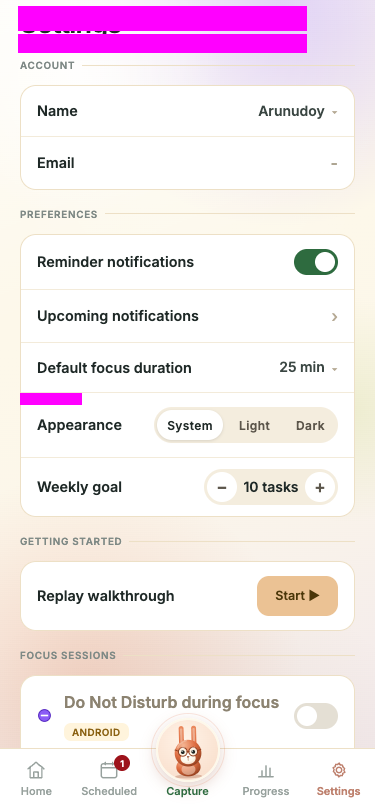 ACCOUNT
Name Arunudoy
Email -
PREFERENCES
Reminder notifications
Upcoming notifications
Default focus duration 25 min
Appearance System Light Dark
Weekly goal − 10 tasks +
GETTING STARTED
Replay walkthrough Start ▶
FOCUS SESSIONS
Do Not Disturb during focus
ANDROID
1
Home Scheduled Capture Progress Settings